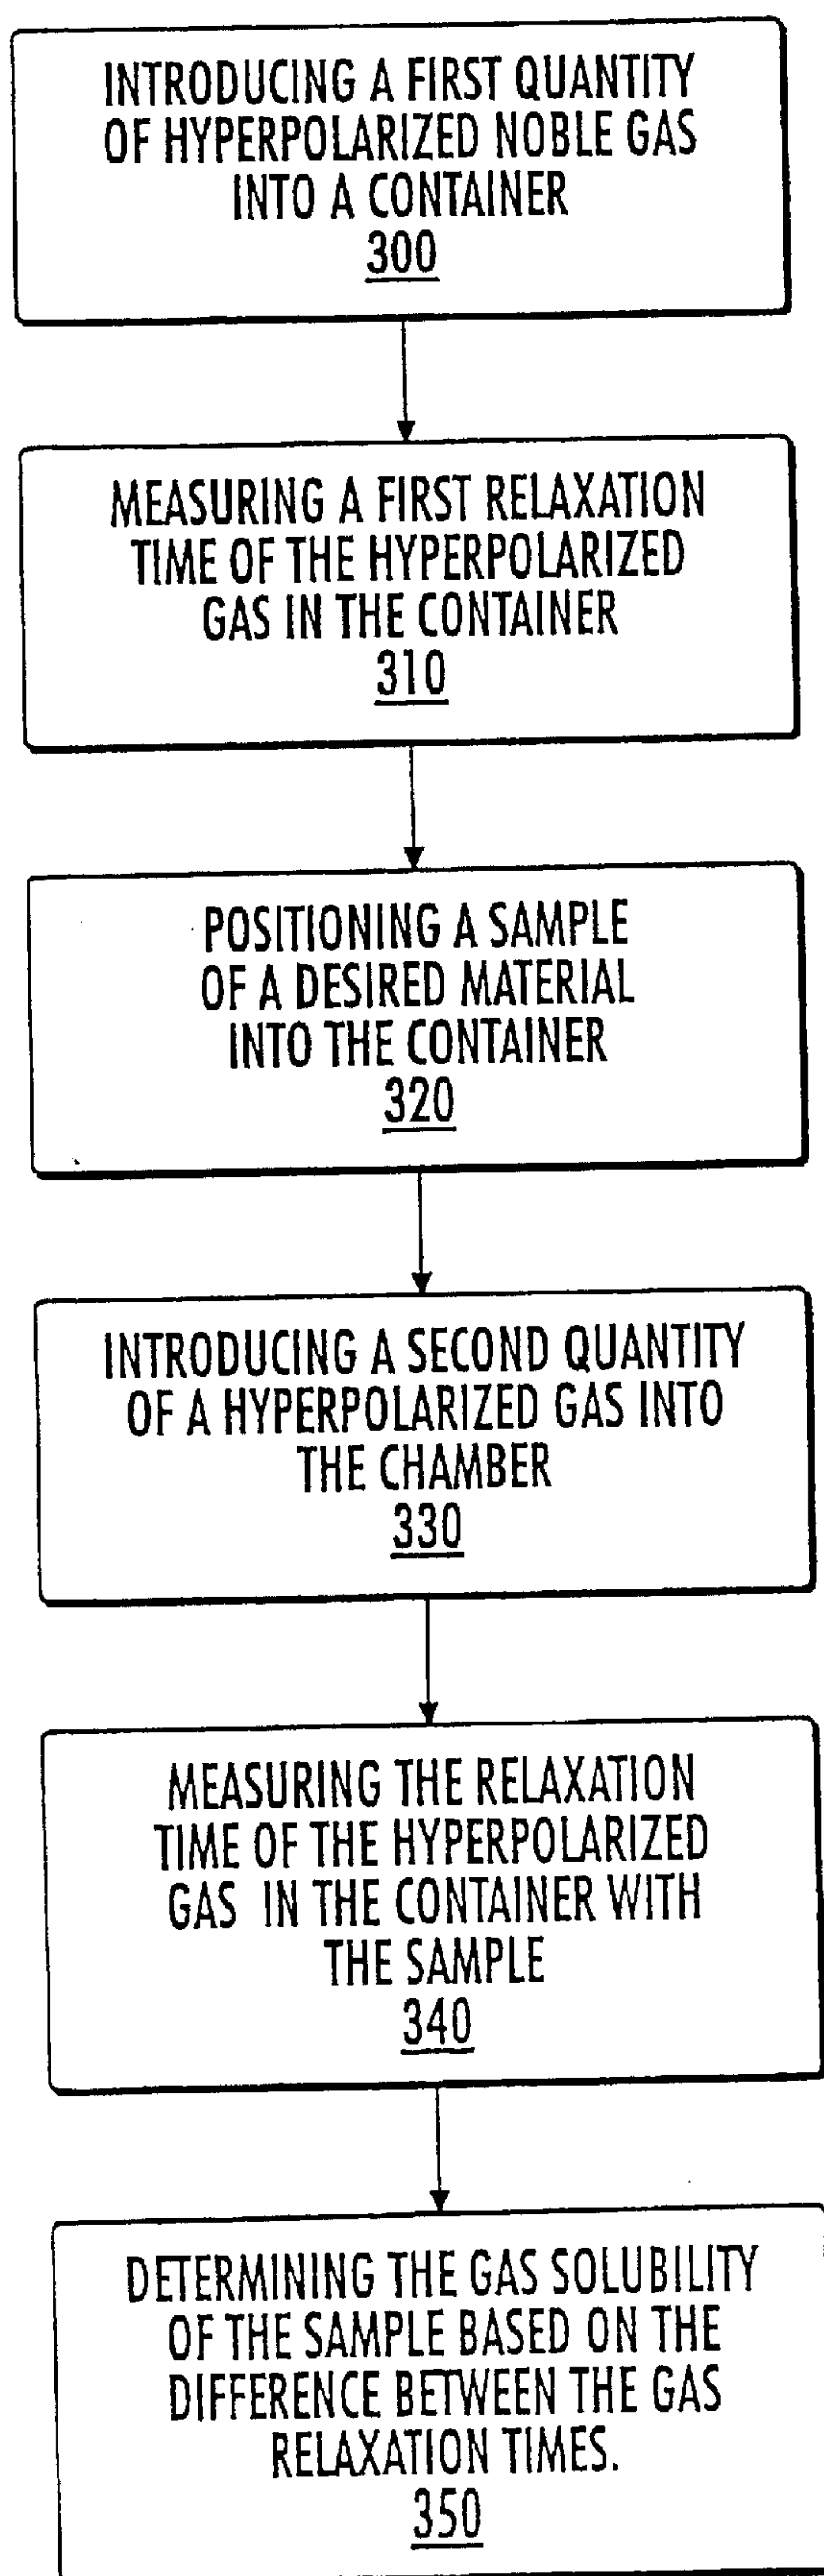 INTRODUCING A FIRST QUANTITY
OF HYPERPOLARIZED NOBLE GAS
INTO A CONTAINER
300
MEASURING A FIRST RELAXATION
TIME OF THE HYPERPOLARIZED
GAS IN THE CONTAINER
310
POSITIONING A SAMPLE
OF A DESIRED MATERIAL
INTO THE CONTAINER
320
INTRODUCING A SECOND QUANTITY
OF A HYPERPOLARIZED GAS INTO
THE CHAMBER
330
MEASURING THE RELAXATION
TIME OF THE HYPERPOLARIZED
GAS IN THE CONTAINER WITH
THE SAMPLE
340
DETERMINING THE GAS SOLUBILITY
OF THE SAMPLE BASED ON THE
DIFFERENCE BETWEEN THE GAS
RELAXATION TIMES.
350